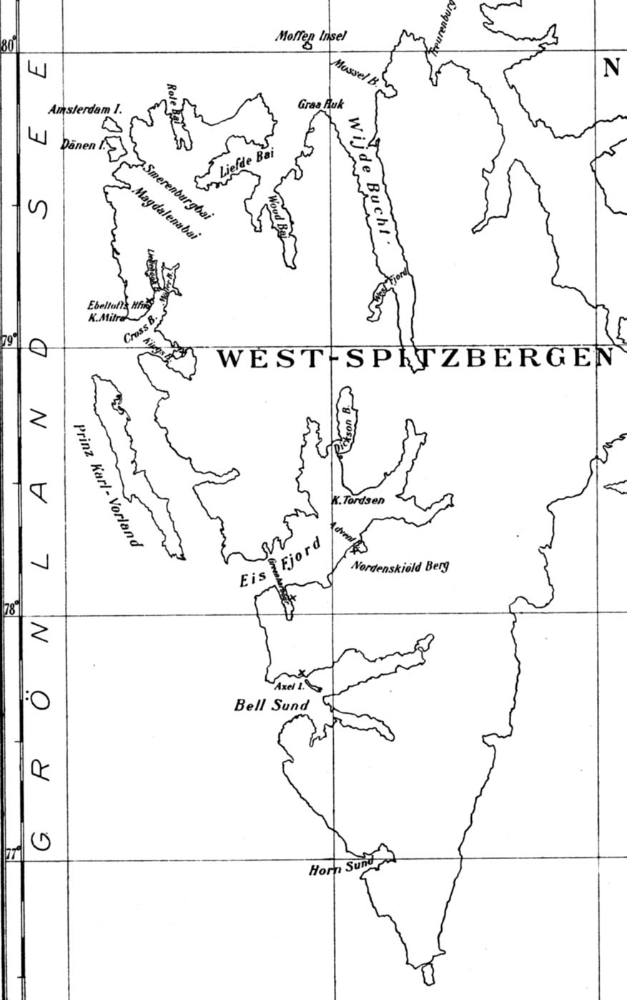 Treurenburg
Moffen Insel
80°
N
Mossel B.
Rote Bai
Graa Huk
Amsterdam I.
Dänen I.
Wijde Bucht
Liefde Bai
Smerenburgbai
Magdalenabai
Wood Bai
West Fjord
Ebeltofts Hfn.
K. Mitra
Cross B.
Kings B.
79°
WEST-SPITZBERGEN
Dickson B.
Prinz Karl-Vorland
K. Tordsen
Advent B.
Eis Fjord
Nordenskiöld Berg
Greenharbour
78°
Axel I.
Bell Sund
77°
Horn Sund
GRÖNLANDSEE